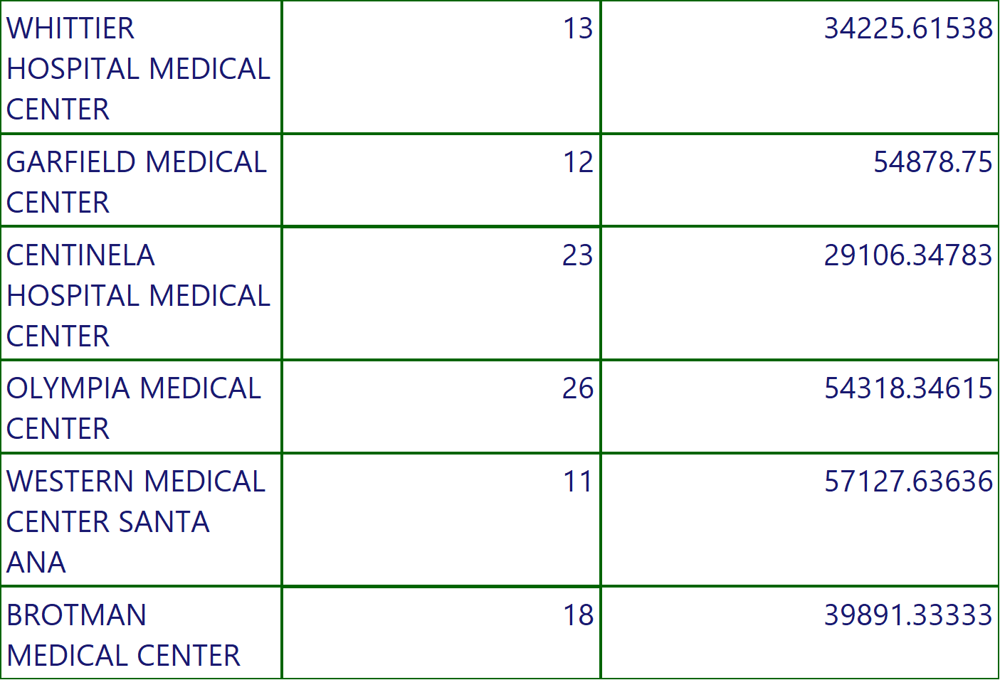 WHITTIER 13 34225.61538
HOSPITAL MEDICAL
CENTER
GARFIELD MEDICAL 12 54878.75
CENTER
CENTINELA 23 29106.34783
HOSPITAL MEDICAL
CENTER
OLYMPIA MEDICAL 26 54318.34615
CENTER
WESTERN MEDICAL 11 57127.63636
CENTER SANTA
ANA
BROTMAN 18 39891.33333
MEDICAL CENTER